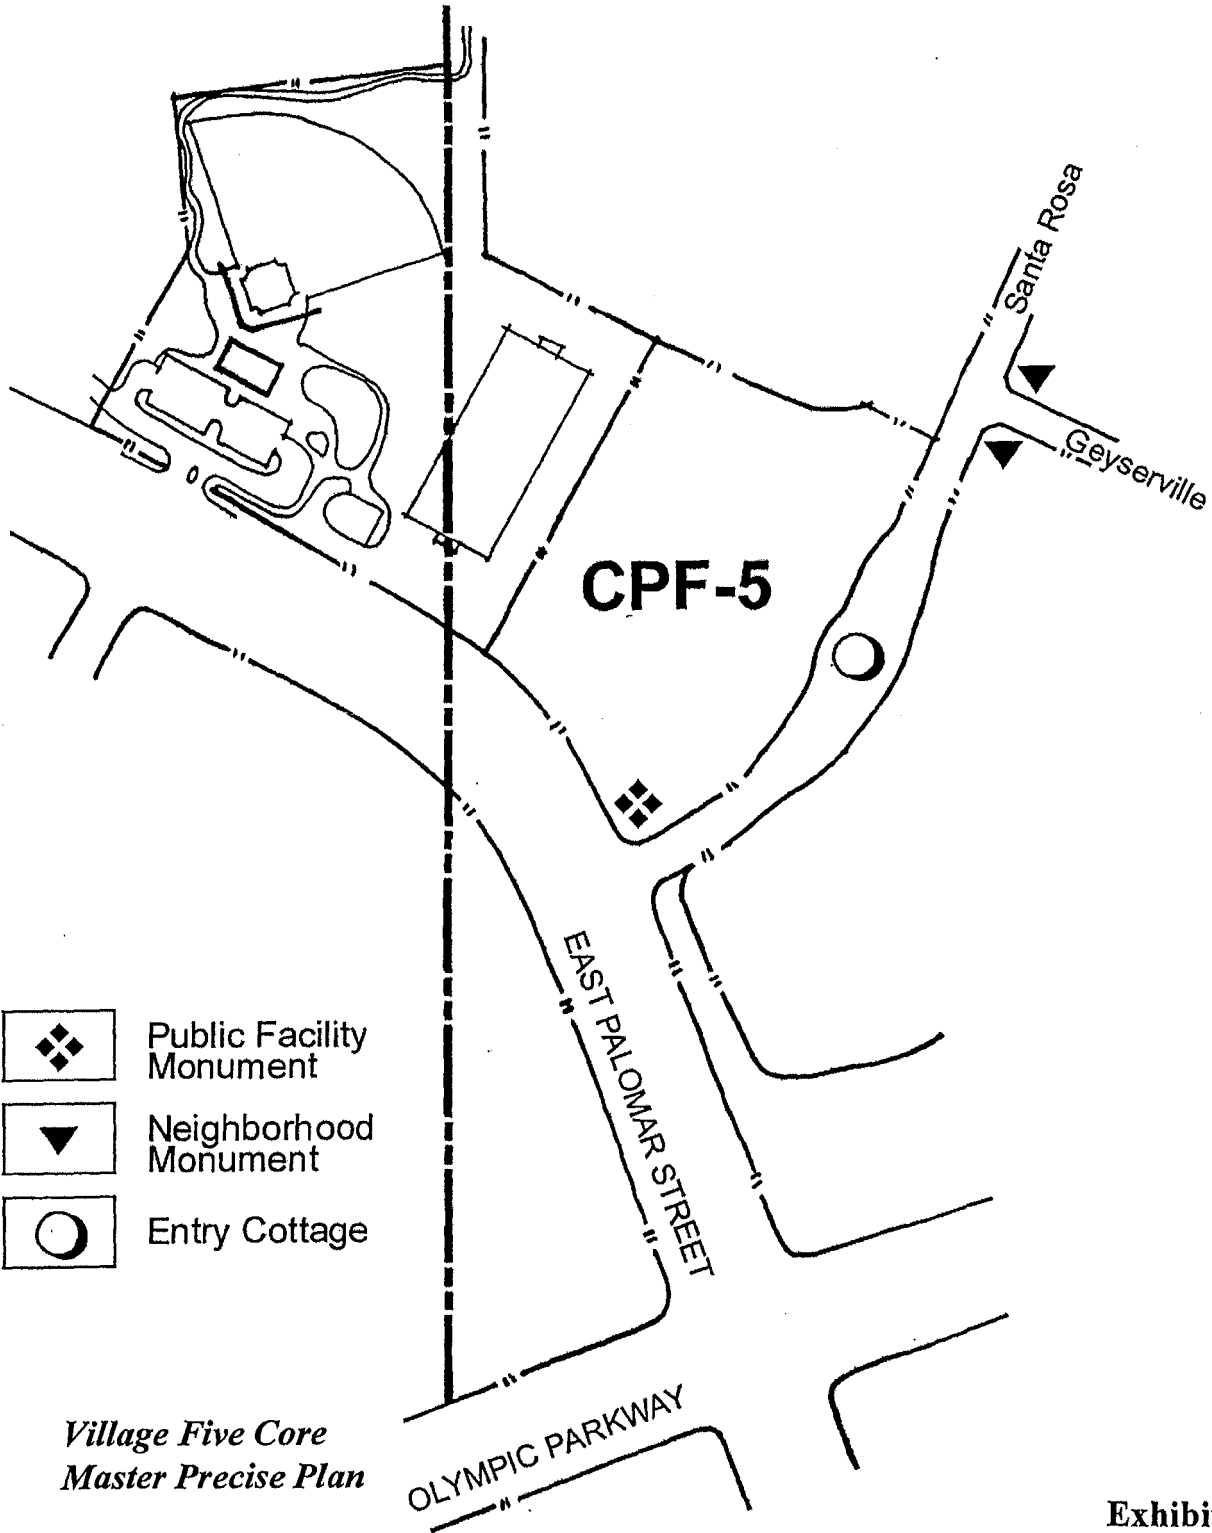 Santa Rosa
Geyserville
CPF-5
EAST PALOMAR STREET
Public Facility
Monument
Neighborhood
Monument
Entry Cottage
OLYMPIC PARKWAY
Village Five Core
Master Precise Plan
Exhibi